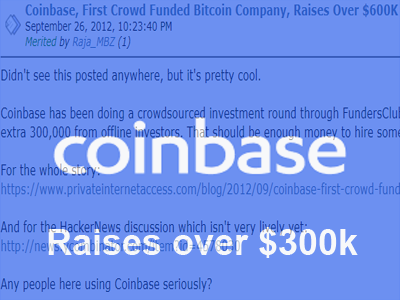 Coinbase, First Crowd Funded Bitcoin Company, Raises Over $600K
September 26, 2012, 10:23:40 PM
Merited by Raja_MBZ (1)
Didn't see this posted anywhere, but it's pretty cool.
Coinbase has been doing a crowdsourced investment round through FundersClub
extra 300,000 from offline investors. That should be enough money to hire some
coinbase
For the whole story:
https://www.privateinternetaccess.com/blog/2012/09/coinbase-first-crowd-fund
And for the HackerNews discussion which isn't very lively yet:
Raises over $300k
Any people here using Coinbase seriously?